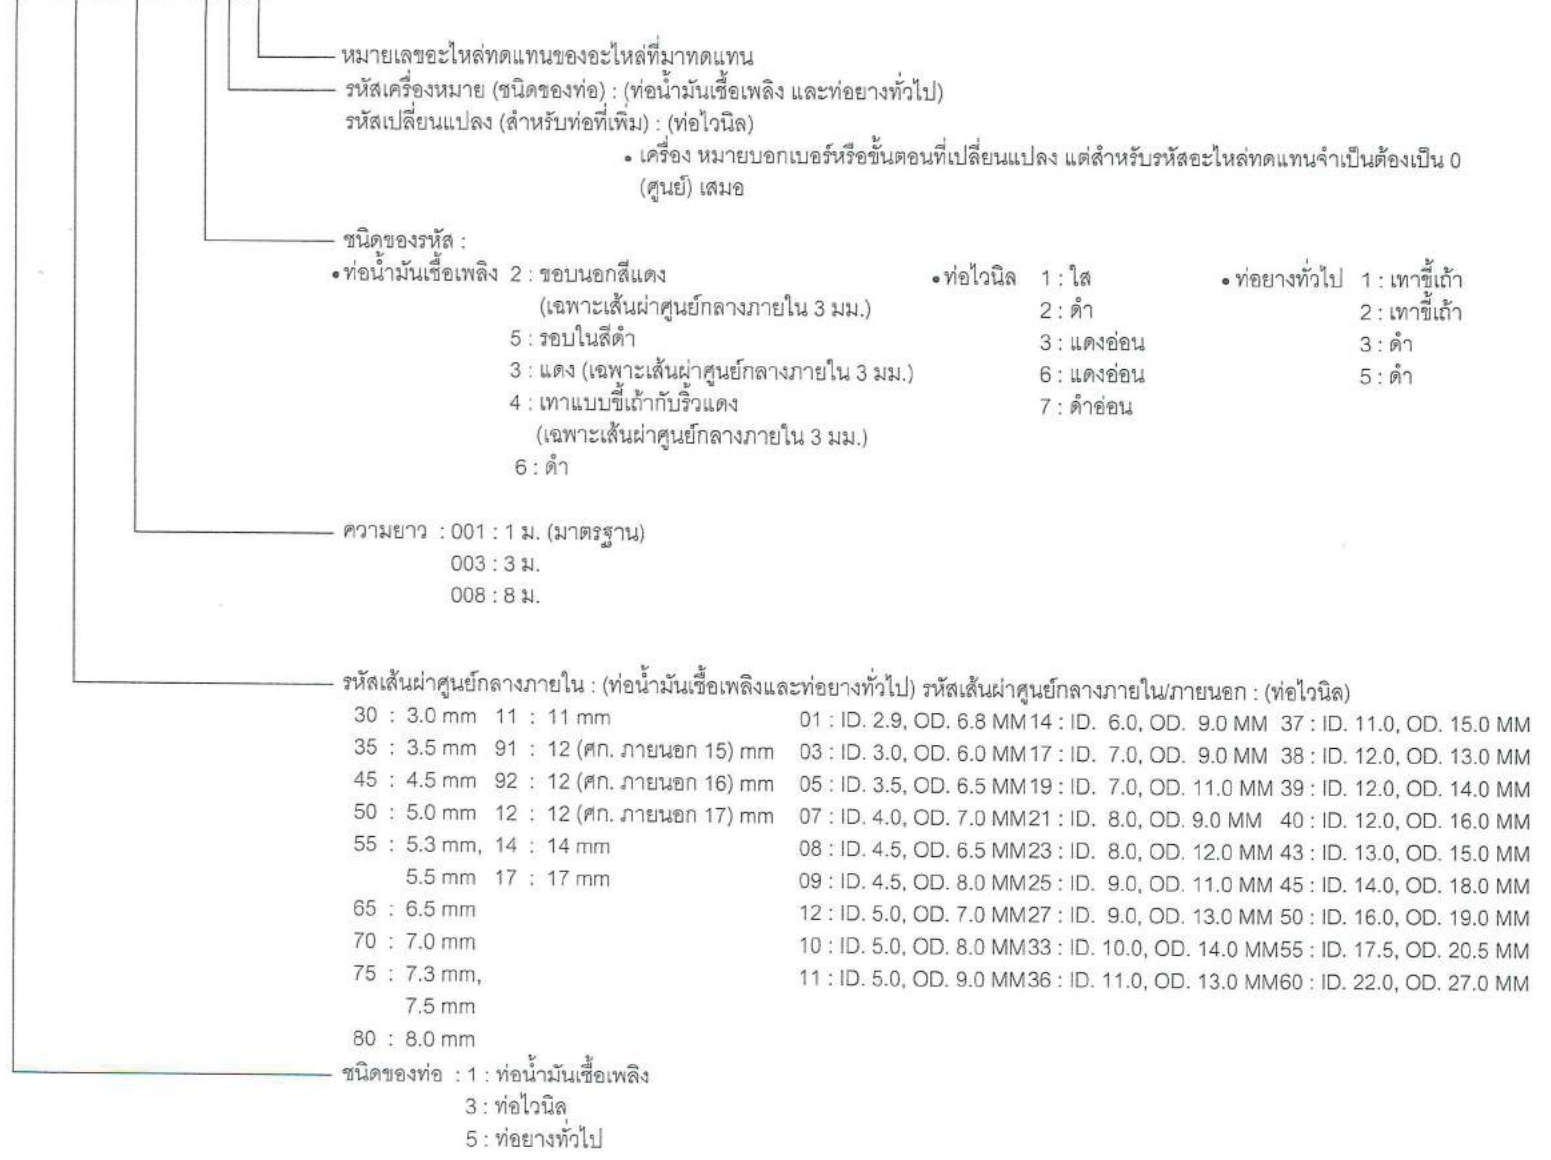 หมายเลขอะไหล่ทดแทนของอะไหล่ที่มาทดแทน
รหัสเครื่องหมาย (ชนิดของท่อ) : (ท่อน้ำมันเชื้อเพลิง และท่อยางทั่วไป)
รหัสเปลี่ยนแปลง (สำหรับท่อที่เพิ่ม) : (ท่อไวนิล)
• เครื่อง หมายบอกเบอร์หรือขั้นตอนที่เปลี่ยนแปลง แต่สำหรับรหัสอะไหล่ทดแทนจำเป็นต้องเป็น 0
(ศูนย์) เสมอ
ชนิดของรหัส :
•ท่อน้ำมันเชื้อเพลิง 2 : ขอบนอกสีแดง •ท่อไวนิล 1 : ใส • ท่อยางทั่วไป 1 : เทาขี้เถ้า
(เฉพาะเส้นผ่าศูนย์กลางภายใน 3 มม.) 2 : ดำ 2 : เทาขี้เถ้า
5 : รอบในสีดำ 3 : แดงอ่อน 3 : ดำ
3 : แดง (เฉพาะเส้นผ่าศูนย์กลางภายใน 3 มม.) 6 : แดงอ่อน 5 : ดำ
4 : เทาแบบขี้เถ้ากับริ้วแดง 7 : ดำอ่อน
(เฉพาะเส้นผ่าศูนย์กลางภายใน 3 มม.)
6 : ดำ
ความยาว : 001 : 1 ม. (มาตรฐาน)
003 : 3 ม.
008 : 8 ม.
รหัสเส้นผ่าศูนย์กลางภายใน : (ท่อน้ำมันเชื้อเพลิงและท่อยางทั่วไป) รหัสเส้นผ่าศูนย์กลางภายใน/ภายนอก : (ท่อไวนิล)
30 : 3.0 mm 11 : 11 mm 01 : ID. 2.9, OD. 6.8 MM 14 : ID. 6.0, OD. 9.0 MM 37 : ID. 11.0, OD. 15.0 MM
35 : 3.5 mm 91 : 12 (ศก. ภายนอก 15) mm 03 : ID. 3.0, OD. 6.0 MM 17 : ID. 7.0, OD. 9.0 MM 38 : ID. 12.0, OD. 13.0 MM
45 : 4.5 mm 92 : 12 (ศก. ภายนอก 16) mm 05 : ID. 3.5, OD. 6.5 MM 19 : ID. 7.0, OD. 11.0 MM 39 : ID. 12.0, OD. 14.0 MM
50 : 5.0 mm 12 : 12 (ศก. ภายนอก 17) mm 07 : ID. 4.0, OD. 7.0 MM 21 : ID. 8.0, OD. 9.0 MM 40 : ID. 12.0, OD. 16.0 MM
55 : 5.3 mm, 14 : 14 mm 08 : ID. 4.5, OD. 6.5 MM 23 : ID. 8.0, OD. 12.0 MM 43 : ID. 13.0, OD. 15.0 MM
5.5 mm 17 : 17 mm 09 : ID. 4.5, OD. 8.0 MM 25 : ID. 9.0, OD. 11.0 MM 45 : ID. 14.0, OD. 18.0 MM
65 : 6.5 mm 12 : ID. 5.0, OD. 7.0 MM 27 : ID. 9.0, OD. 13.0 MM 50 : ID. 16.0, OD. 19.0 MM
70 : 7.0 mm 10 : ID. 5.0, OD. 8.0 MM 33 : ID. 10.0, OD. 14.0 MM 55 : ID. 17.5, OD. 20.5 MM
75 : 7.3 mm, 11 : ID. 5.0, OD. 9.0 MM 36 : ID. 11.0, OD. 13.0 MM 60 : ID. 22.0, OD. 27.0 MM
7.5 mm
80 : 8.0 mm
ชนิดของท่อ : 1 : ท่อน้ำมันเชื้อเพลิง
3 : ท่อไวนิล
5 : ท่อยางทั่วไป